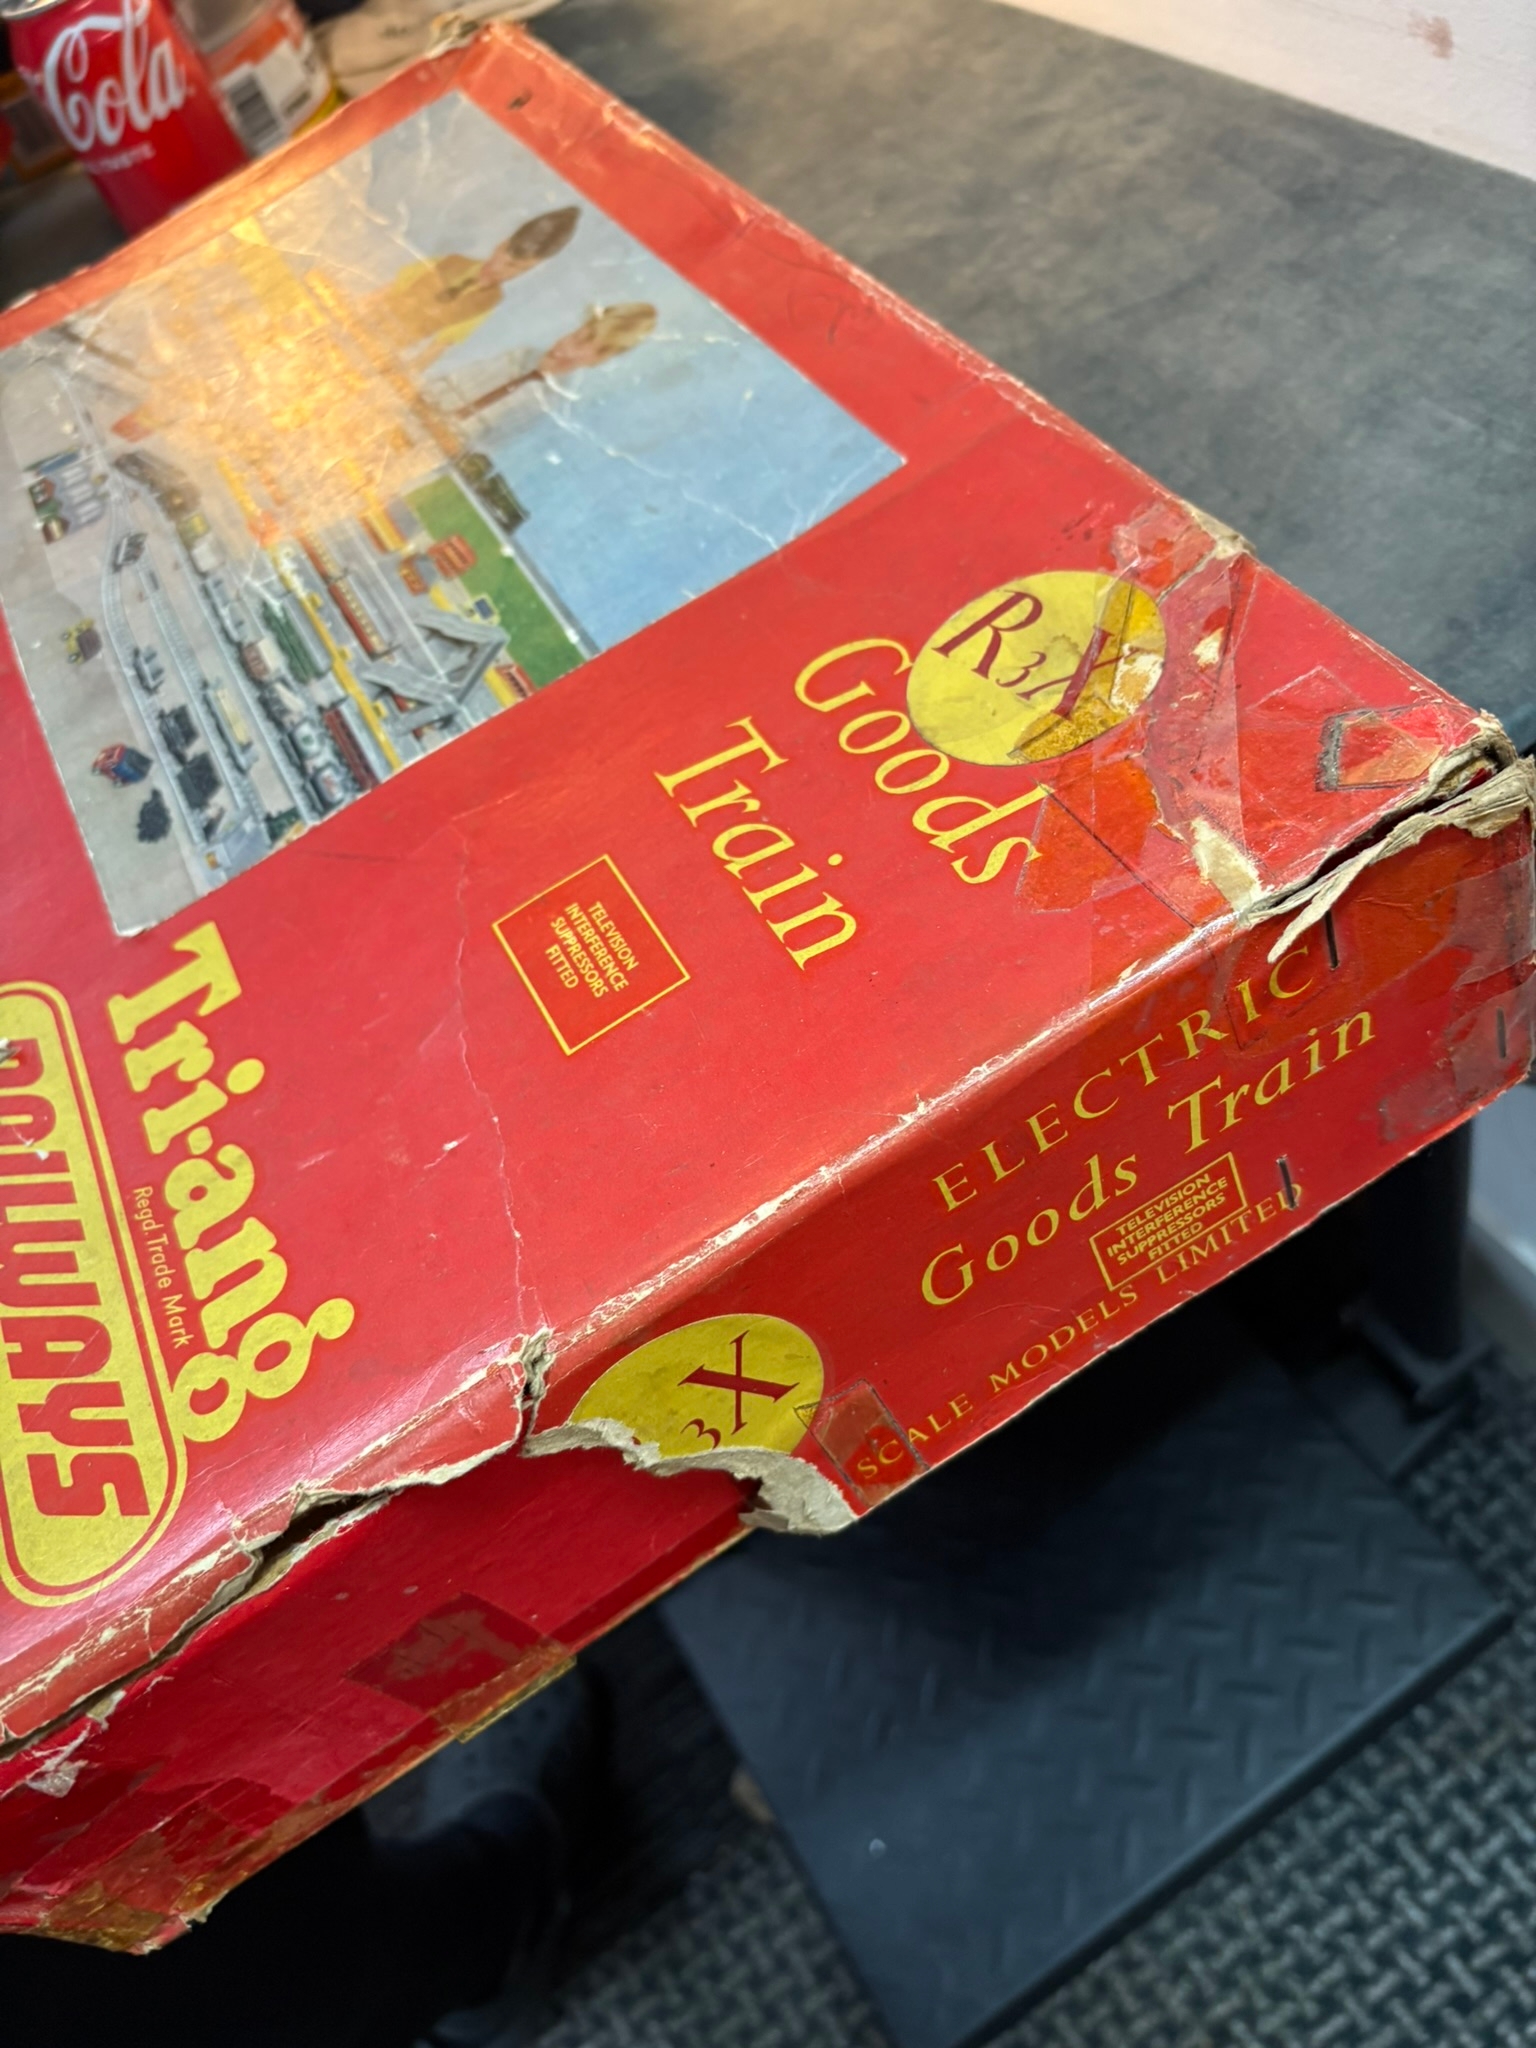 Cola
R3X
Goods
Train
TELEVISION
INTERFERENCE
SUPPRESSORS
FITTED
Tri-ang
Regd. Trade Mark
RAILWAYS
ELECTRIC
Goods Train
TELEVISION
INTERFERENCE
SUPPRESSORS
FITTED
3X
SCALE MODELS LIMITED